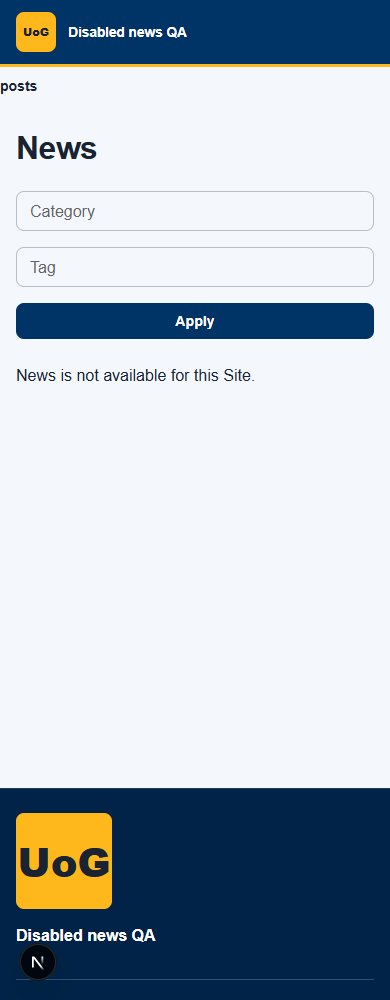 UoG
Disabled news QA
posts
News
Category
Tag
Apply
News is not available for this Site.
UoG
Disabled news QA
N